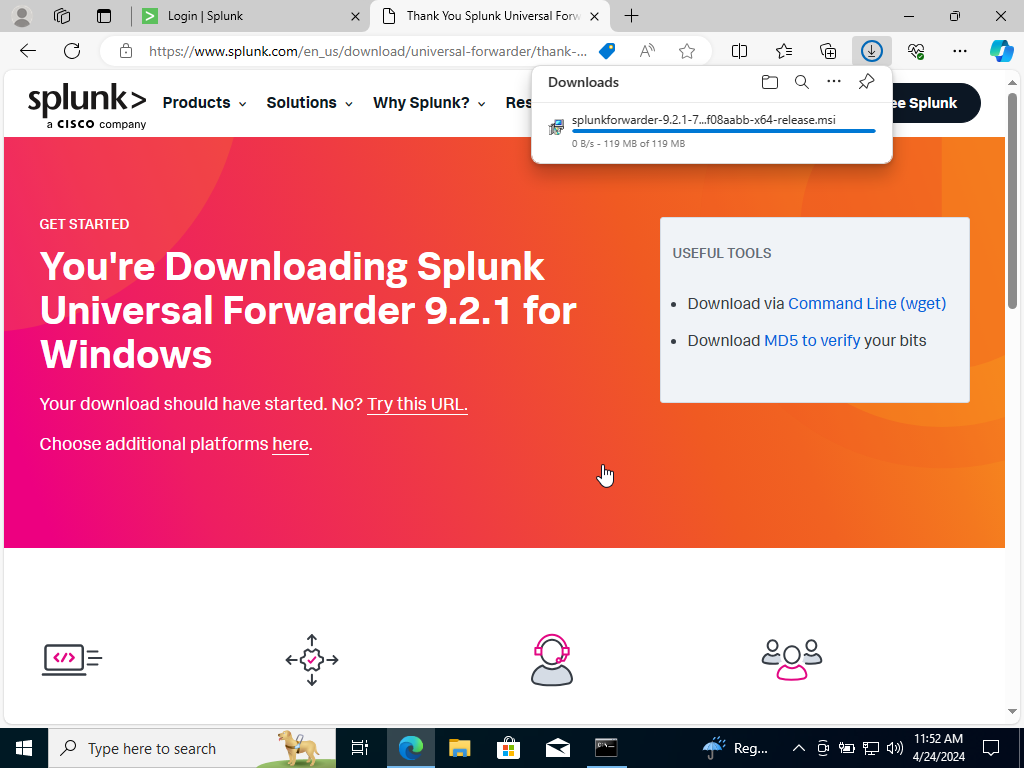 Login | Splunk
Thank You Splunk Universal Forw
https://www.splunk.com/en_us/download/universal-forwarder/thank-...
Downloads
splunkforwarder-9.2.1-7...f08aabb-x64-release.msi
0 B/s - 119 MB of 119 MB
splunk>
a CISCO company
Products
Solutions
Why Splunk?
Res
ee Splunk
GET STARTED
You're Downloading Splunk
Universal Forwarder 9.2.1 for
Windows
Your download should have started. No? Try this URL.
Choose additional platforms here.
USEFUL TOOLS
Download via Command Line (wget)
Download MD5 to verify your bits
Type here to search
Reg...
11:52 AM
4/24/2024